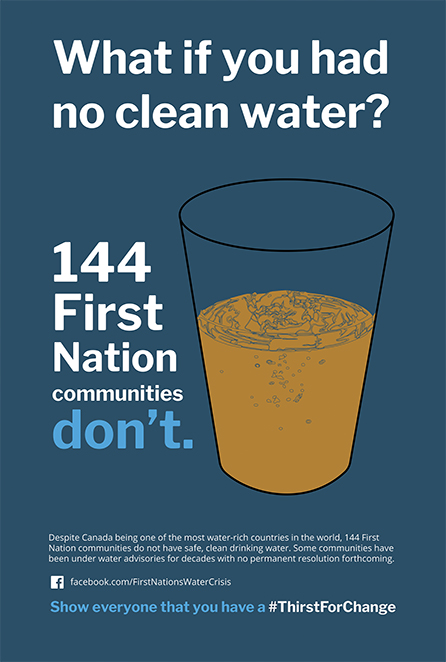 What if you had
no clean water?
144
First
Nation
communities
don't.
Despite Canada being one of the most water-rich countries in the world, 144 First
Nation communities do not have safe, clean drinking water. Some communities have
been under water advisories for decades with no permanent resolution forthcoming.
facebook.com/FirstNationsWaterCrisis
Show everyone that you have a #ThirstForChange